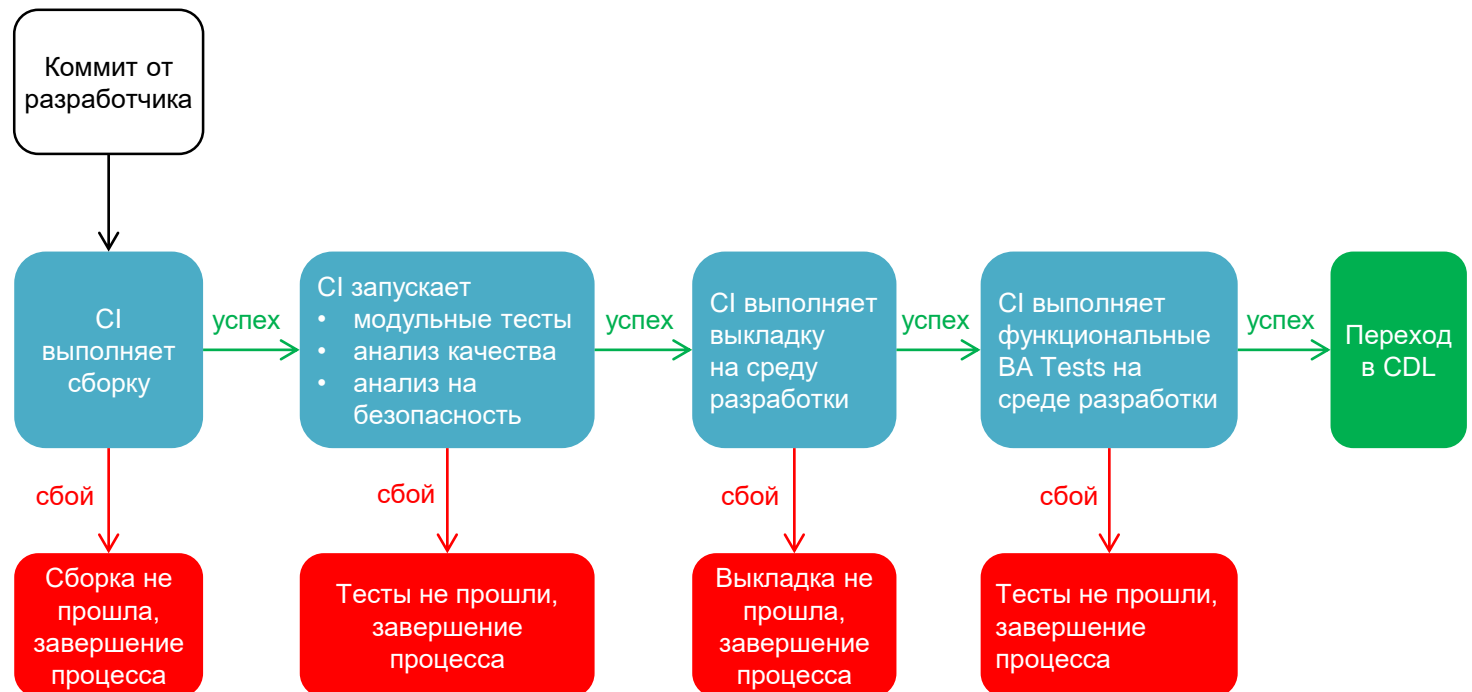 Коммит от
разработчика
CI
выполняет
сборку
успех
CI запускает
• модульные тесты
• анализ качества
• анализ на
безопасность
успех
CI выполняет
выкладку
на среду
разработки
успех
CI выполняет
функциональные
BA Tests на
среде разработки
успех
Переход
в CDL
сбой
сбой
сбой
сбой
Сборка не
прошла,
завершение
процесса
Тесты не прошли,
завершение
процесса
Выкладка не
прошла,
завершение
процесса
Тесты не прошли,
завершение
процесса